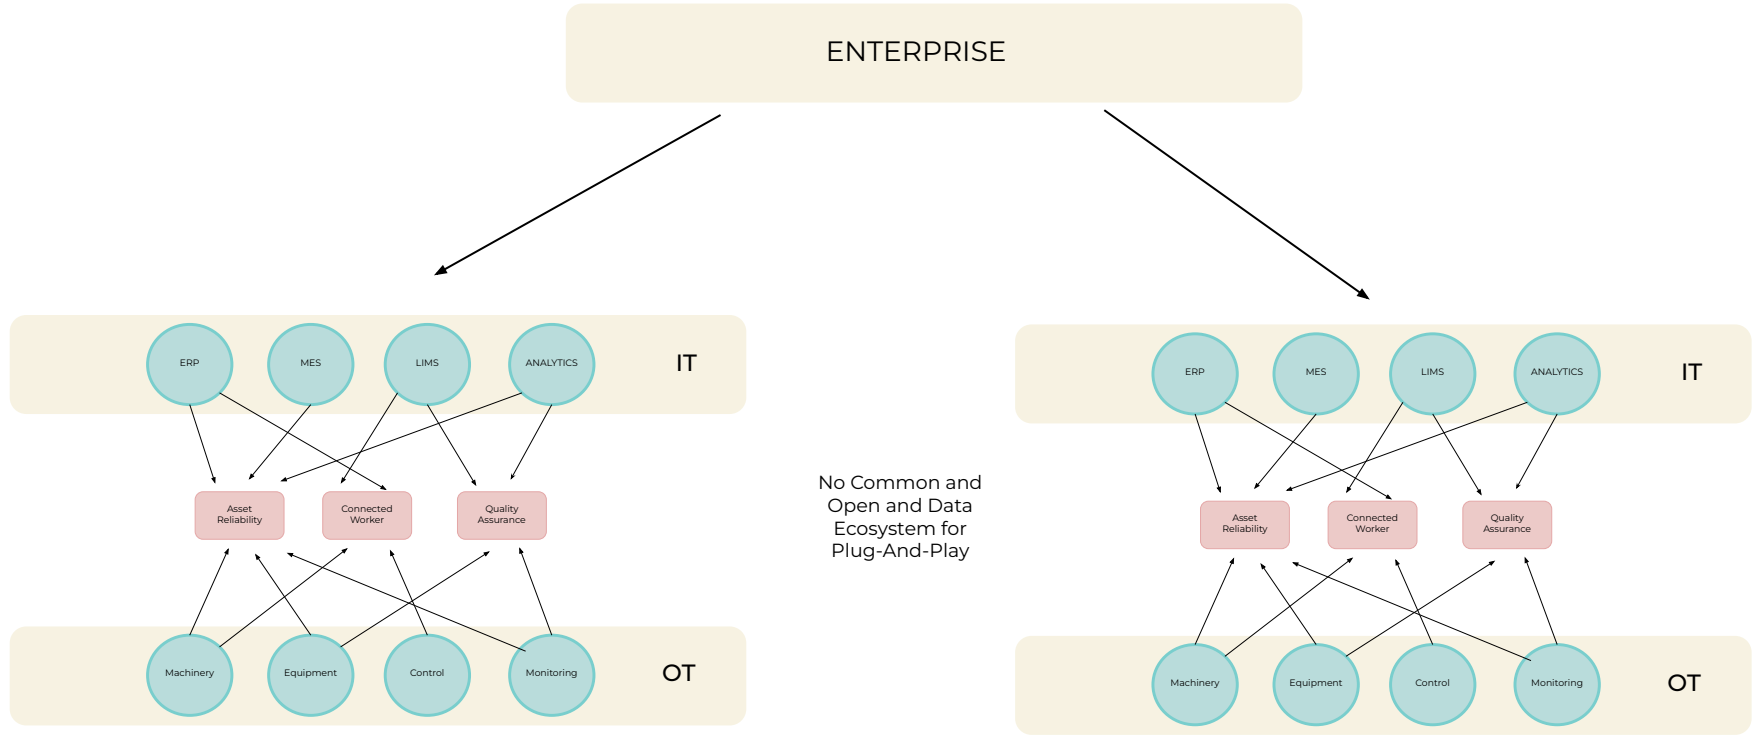 ENTERPRISE
ERP
MES
LIMS
ANALYTICS
IT
Asset
Reliability
Connected
Worker
Quality
Assurance
Machinery
Equipment
Control
Monitoring
OT
No Common and
Open and Data
Ecosystem for
Plug-And-Play
ERP
MES
LIMS
ANALYTICS
IT
Asset
Reliability
Connected
Worker
Quality
Assurance
Machinery
Equipment
Control
Monitoring
OT